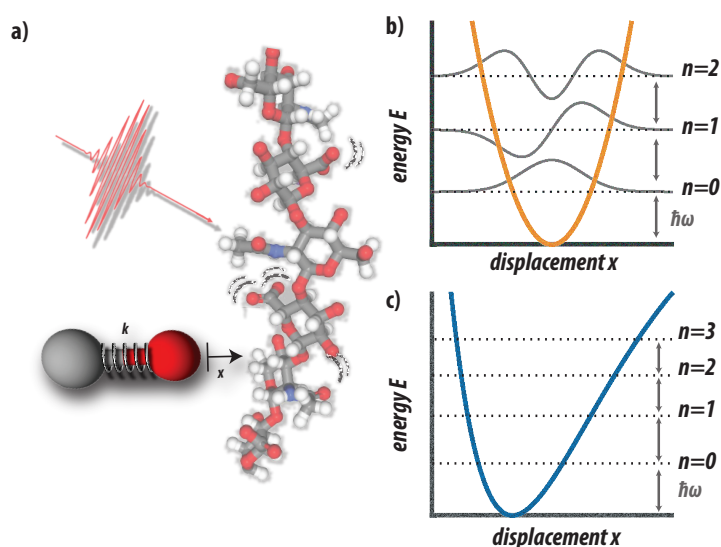 a)
k
x
b)
energy E
n=2
n=1
n=0
ħω
displacement x
c)
energy E
n=3
n=2
n=1
n=0
ħω
displacement x